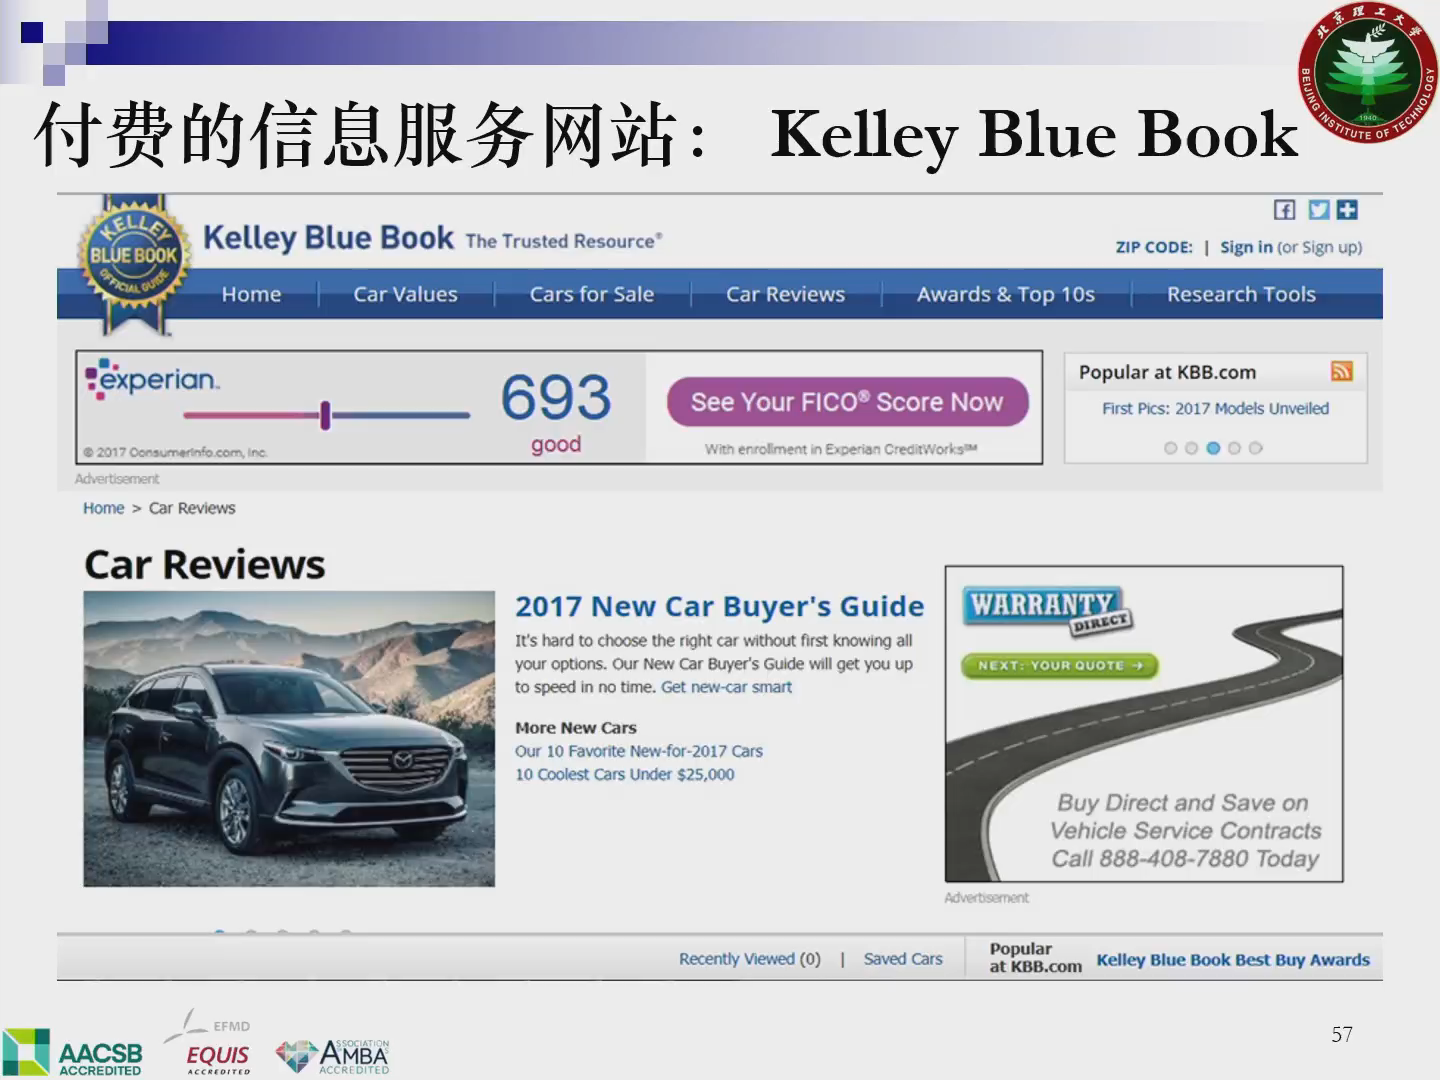 北京理工大学
BEIJING INSTITUTE OF TECHNOLOGY
1940
付费的信息服务网站： Kelley Blue Book
KELLEY
BLUE BOOK
OFFICIAL GUIDE
Kelley Blue Book The Trusted Resource®
ZIP CODE: | Sign in (or Sign up)
Home
Car Values
Cars for Sale
Car Reviews
Awards & Top 10s
Research Tools
experian.
693
good
© 2017 ConsumerInfo.com, Inc.
See Your FICO® Score Now
With enrollment in Experian CreditWorks℠
Advertisement
Popular at KBB.com
First Pics: 2017 Models Unveiled
Home > Car Reviews
Car Reviews
2017 New Car Buyer's Guide
It's hard to choose the right car without first knowing all
your options. Our New Car Buyer's Guide will get you up
to speed in no time. Get new-car smart
More New Cars
Our 10 Favorite New-for-2017 Cars
10 Coolest Cars Under $25,000
WARRANTY
DIRECT
NEXT: YOUR QUOTE →
Buy Direct and Save on
Vehicle Service Contracts
Call 888-408-7880 Today
Advertisement
Recently Viewed (0) | Saved Cars
Popular
at KBB.com
Kelley Blue Book Best Buy Awards
AACSB
ACCREDITED
EFMD
EQUIS
ACCREDITED
ASSOCIATION
AMBA
ACCREDITED
57